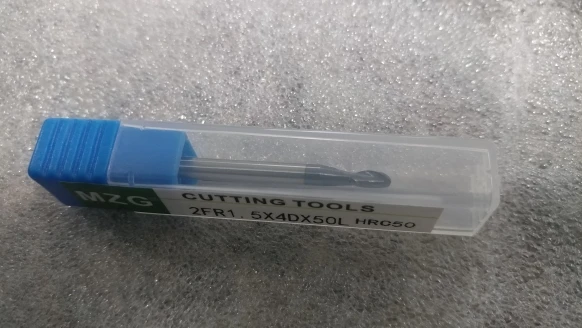 MZG
CUTTING TOOLS
2FR1.5X4DX50L HRC50